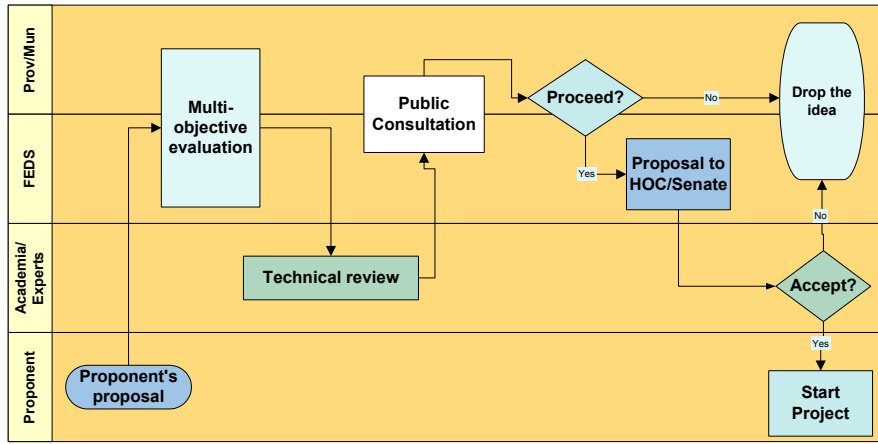 Prov/Mun
Multi-
objective
evaluation
Public
Consultation
Proceed?
No
Drop the
idea
FEDS
Yes
Proposal to
HOC/Senate
No
Academia/
Experts
Technical review
Accept?
Yes
Proponent
Proponent's
proposal
Start
Project